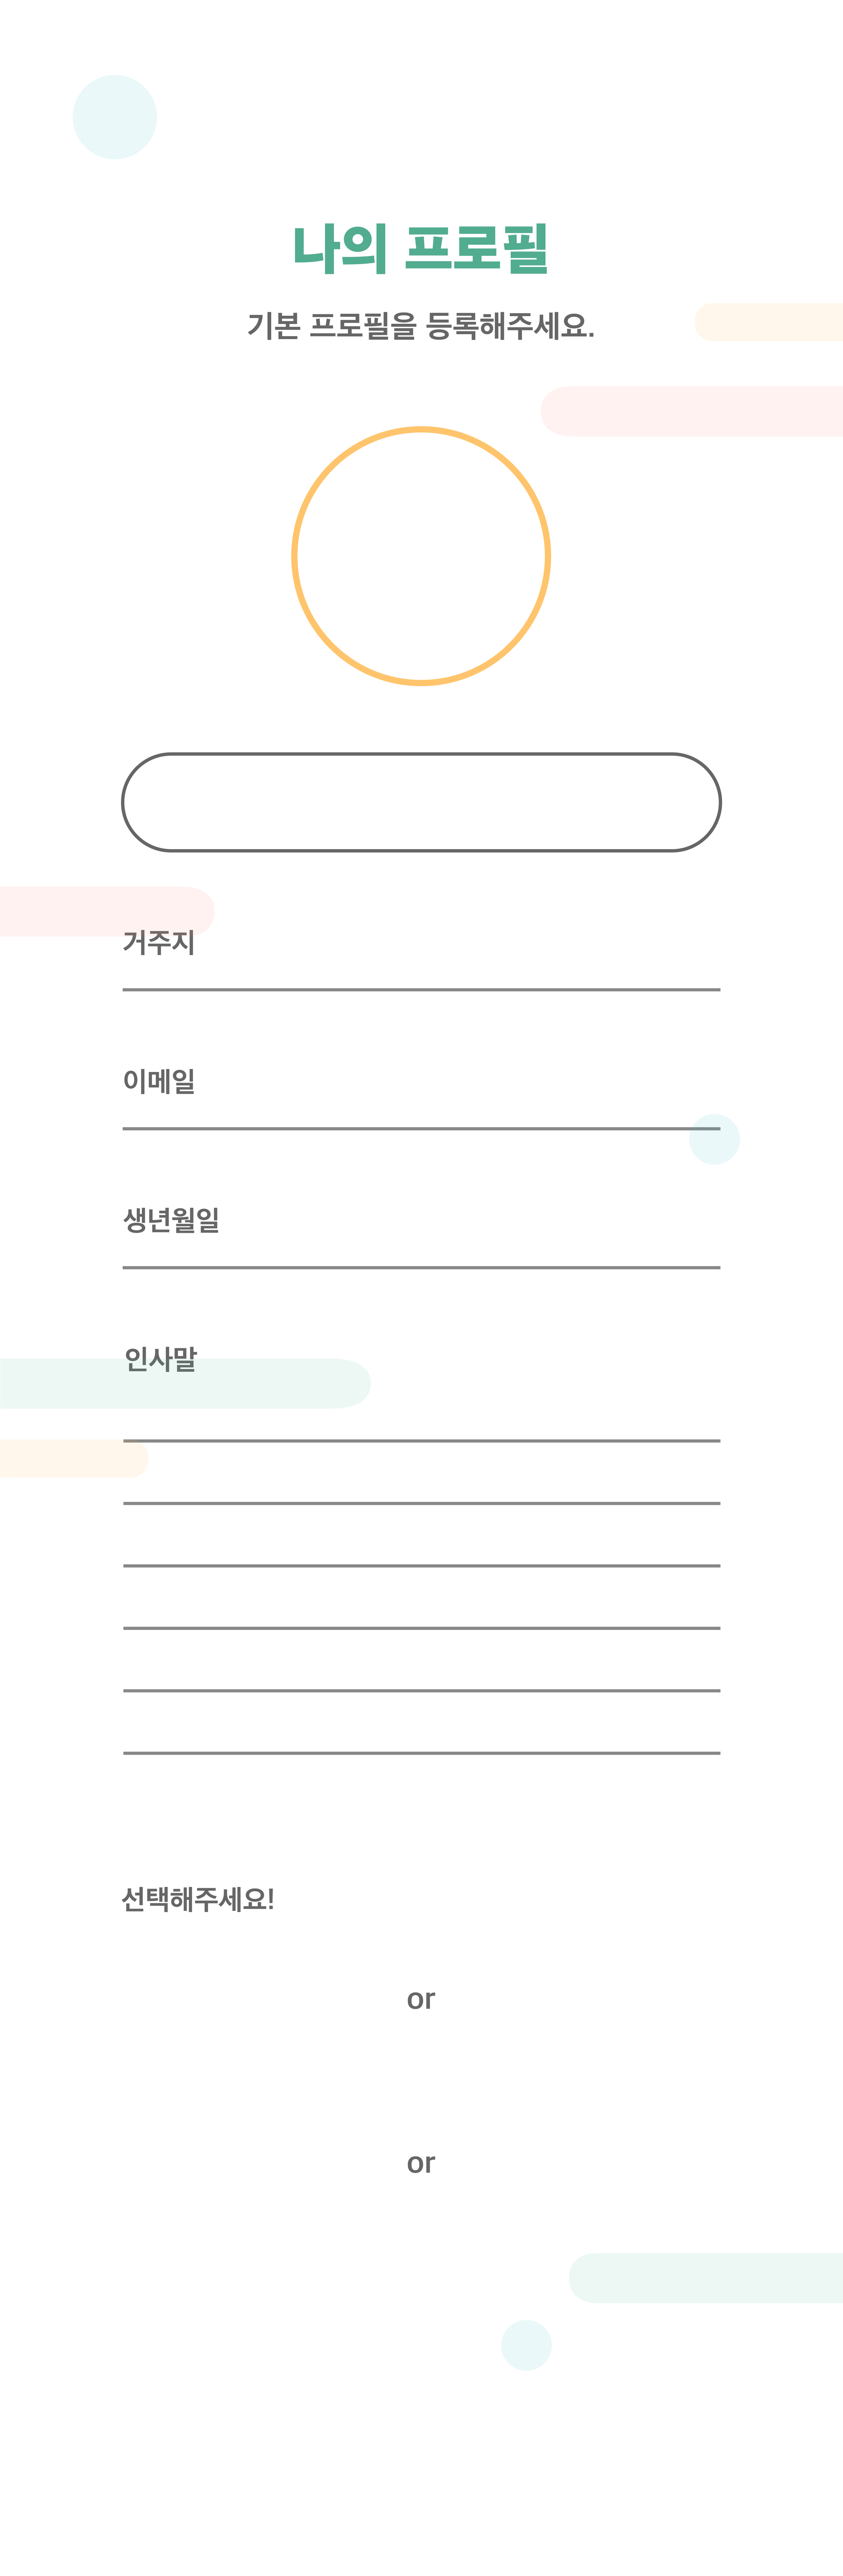 나의 프로필
기본 프로필을 등록해주세요.
거주지
이메일
생년월일
인사말
선택해주세요!
or
or